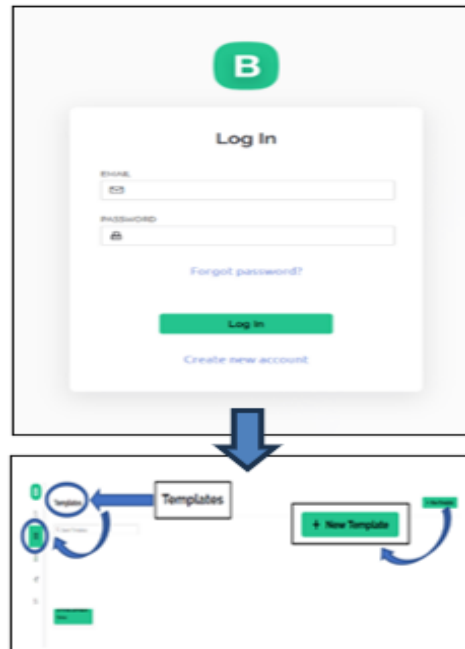 B
Log In
EMAIL
PASSWORD
Forgot password?
Log In
Create new account
B
Templates
Templates
+ New Template